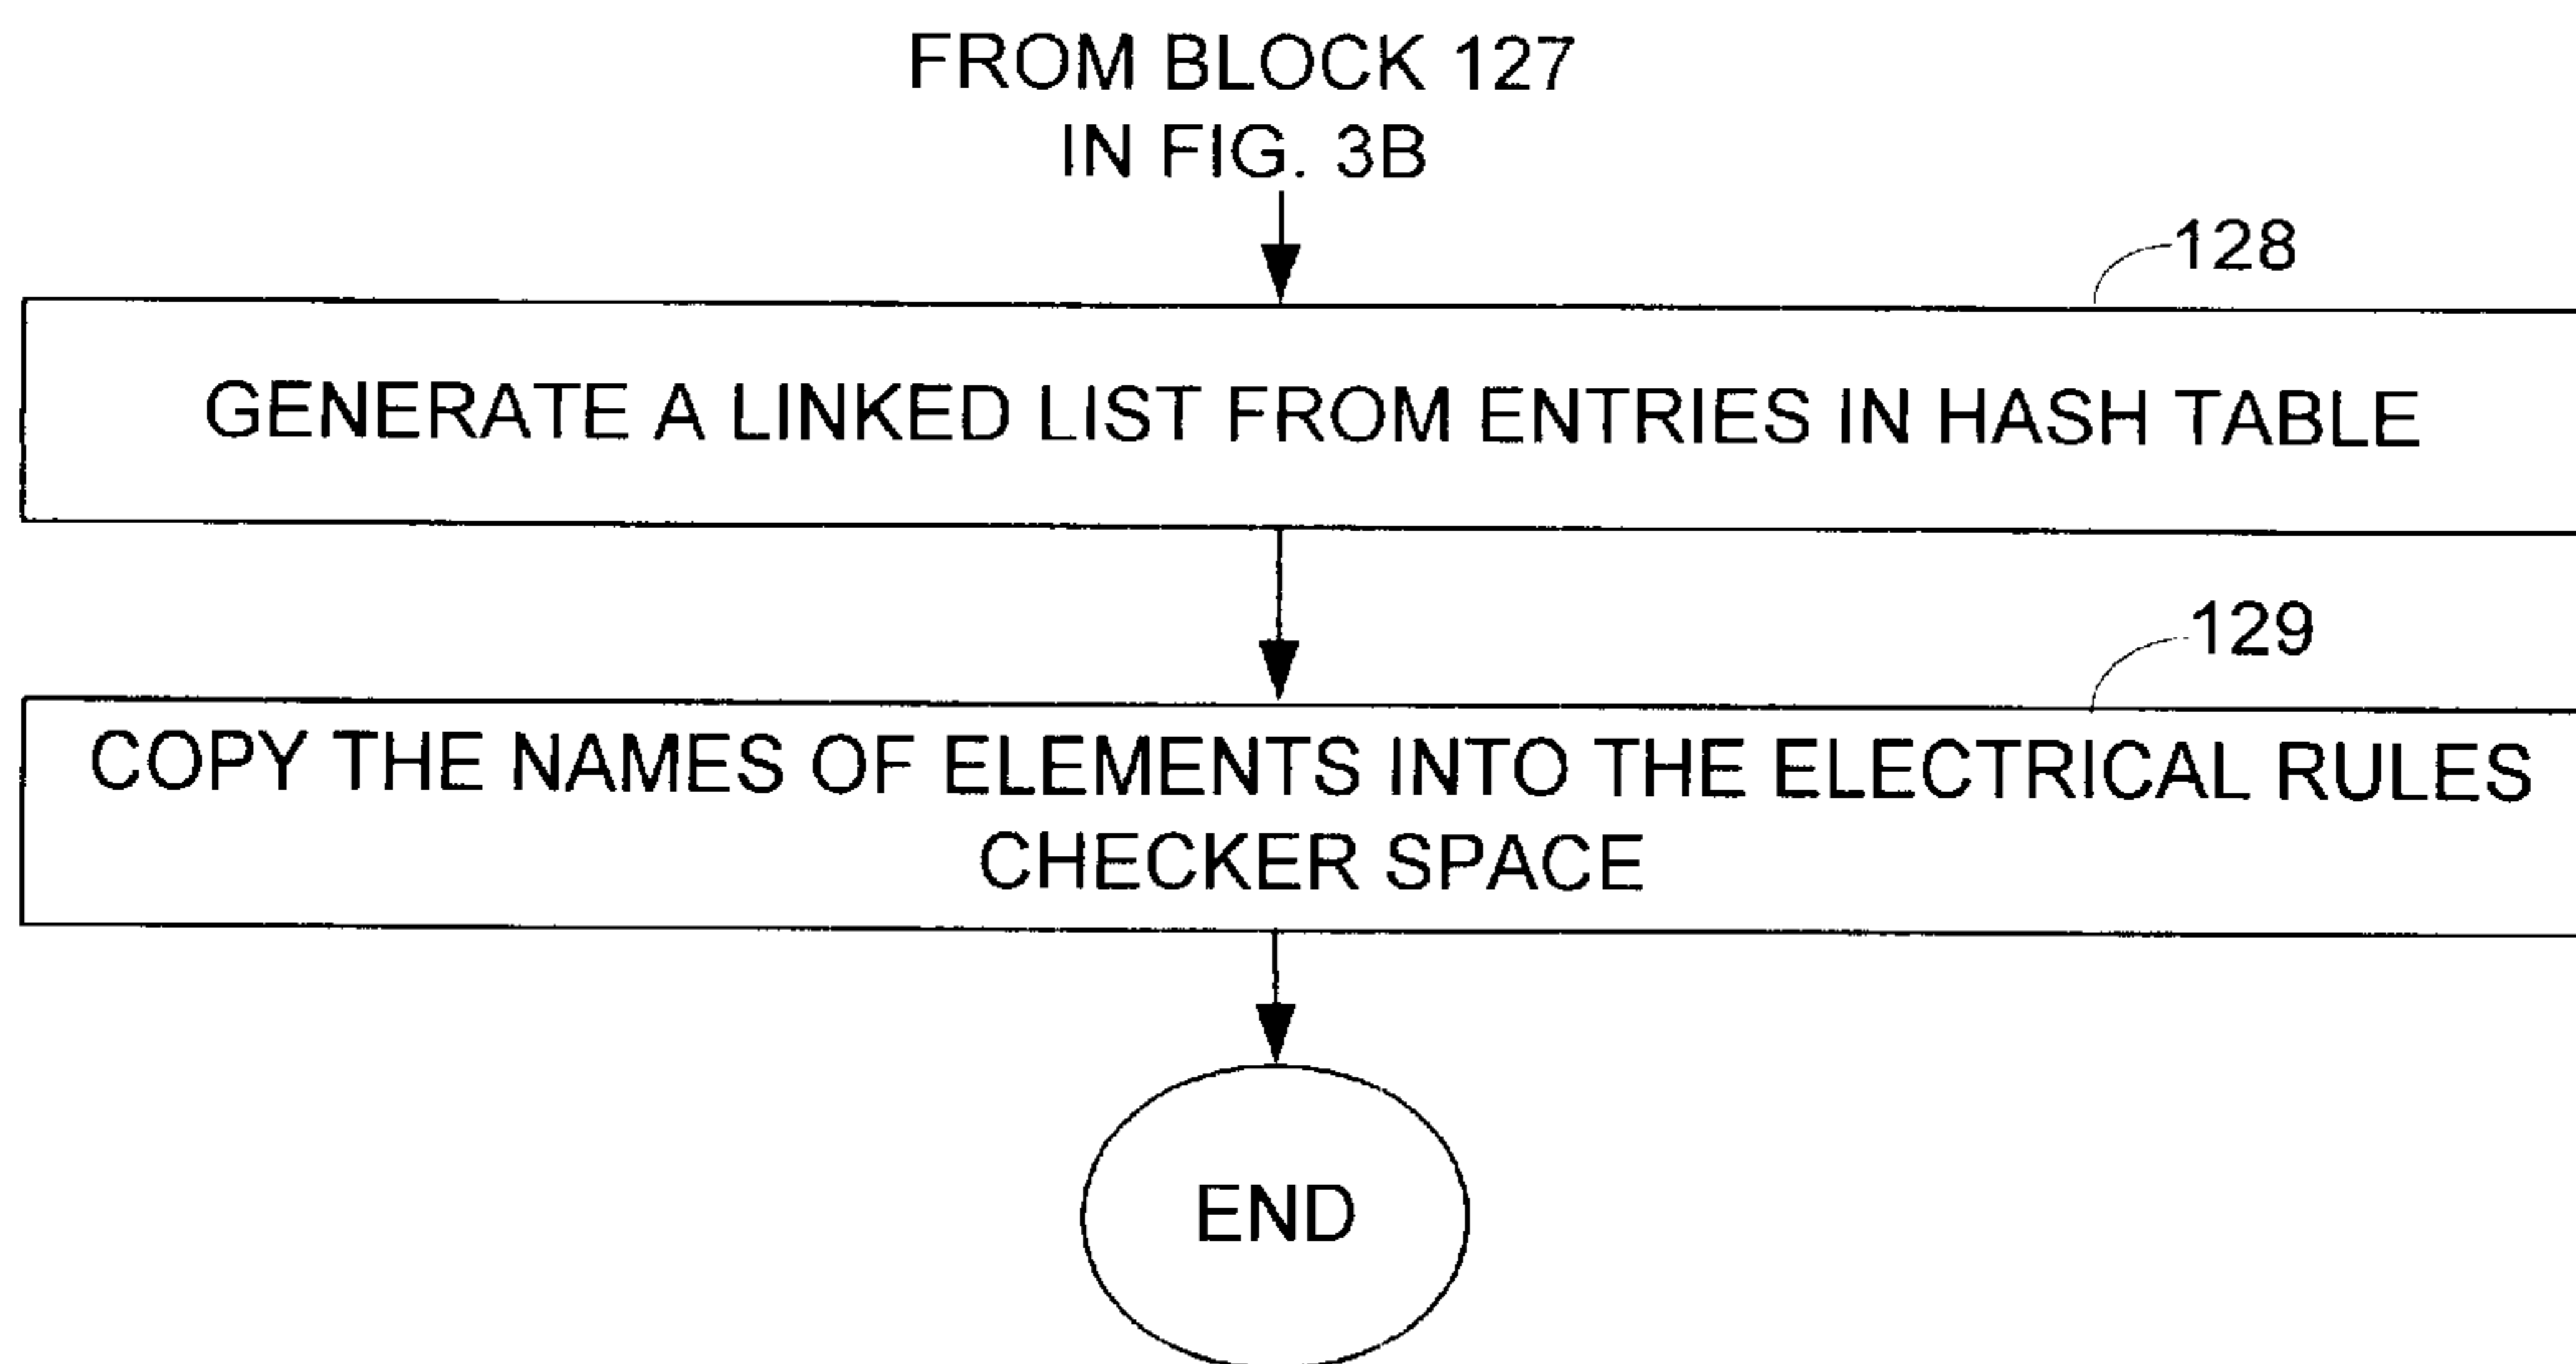 FROM BLOCK 127
IN FIG. 3B
128
GENERATE A LINKED LIST FROM ENTRIES IN HASH TABLE
129
COPY THE NAMES OF ELEMENTS INTO THE ELECTRICAL RULES
CHECKER SPACE
END